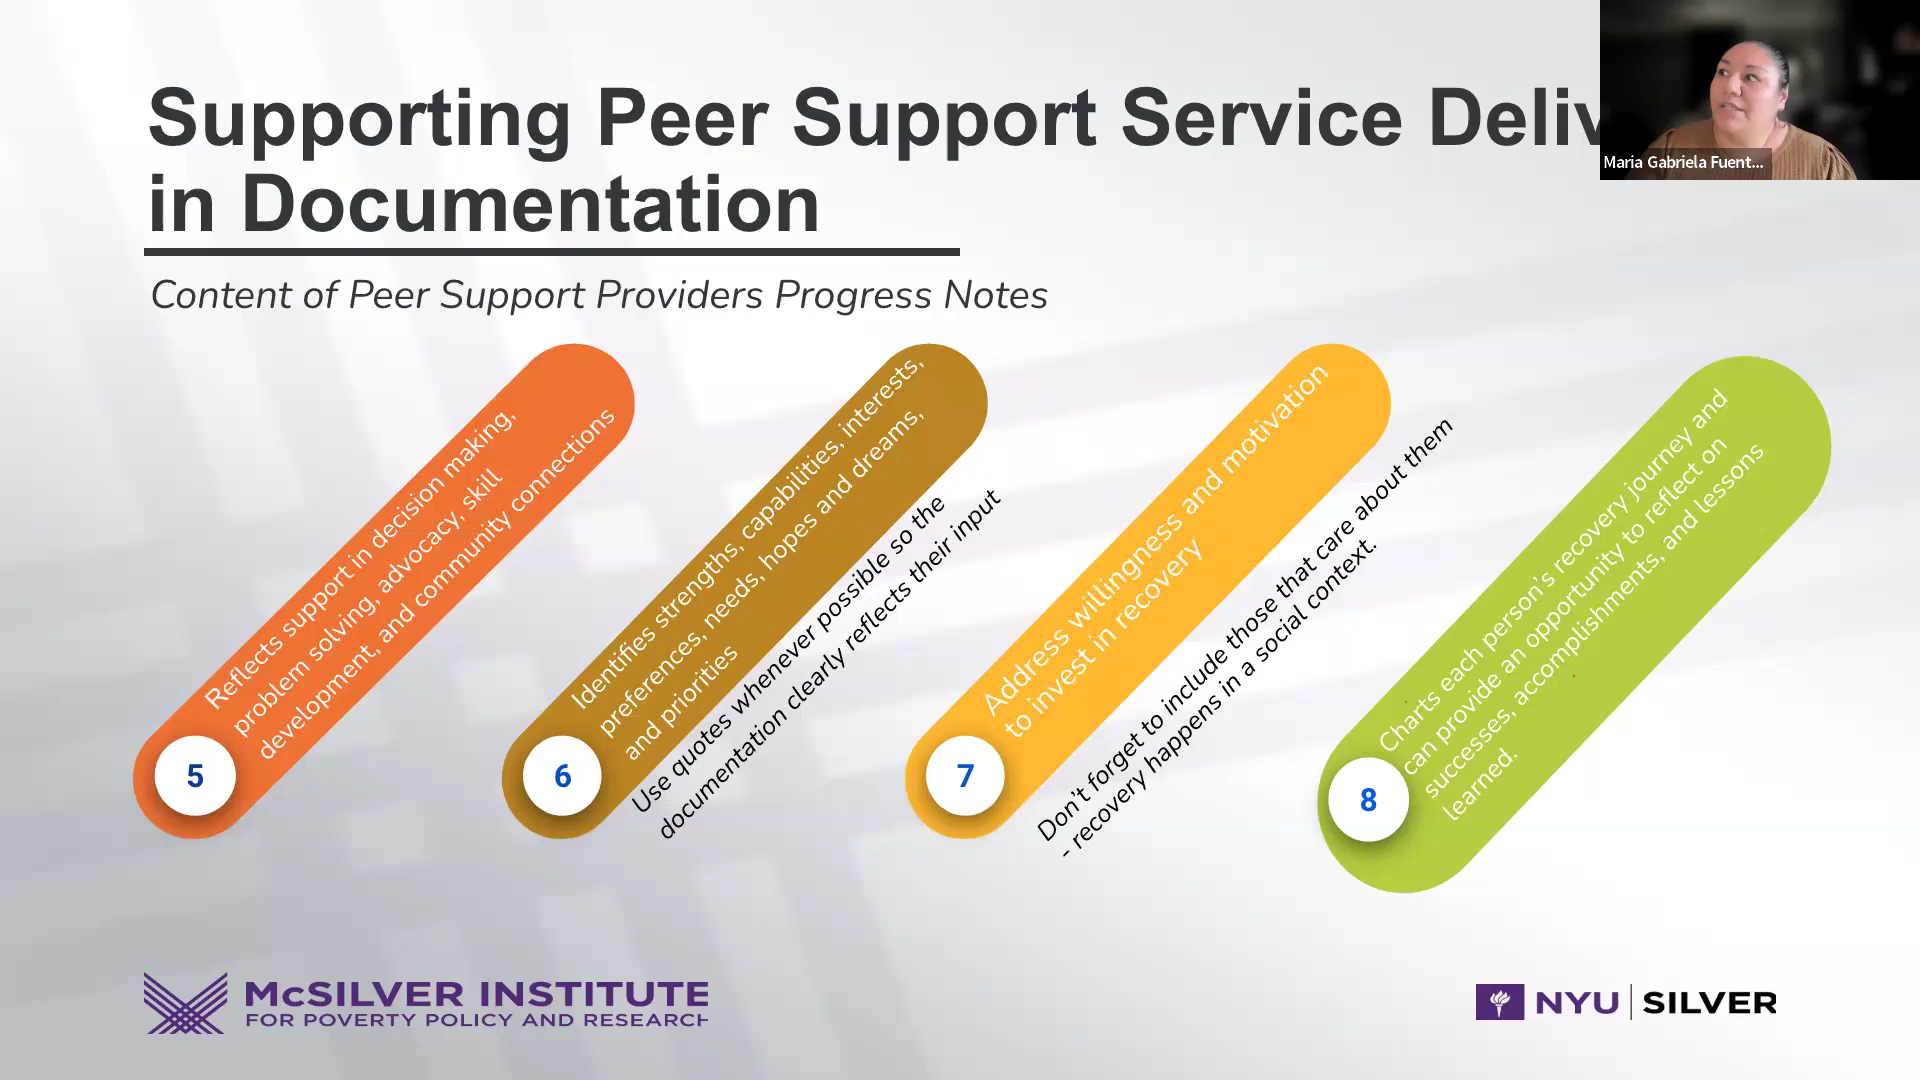 Supporting Peer Support Service Deliv
in Documentation
Maria Gabriela Fuent...
Content of Peer Support Providers Progress Notes
Reflects support in decision making,
problem solving, advocacy, skill
development, and community connections
5
Identifies strengths, capabilities, interests,
preferences, needs, hopes and dreams,
and priorities
Use quotes whenever possible so the
documentation clearly reflects their input
6
Address willingness and motivation
to invest in recovery
Don't forget to include those that care about them
- recovery happens in a social context.
7
Charts each person's recovery journey and
can provide an opportunity to reflect on
successes, accomplishments, and lessons
learned.
8
McSILVER INSTITUTE
FOR POVERTY POLICY AND RESEARCH
NYU SILVER